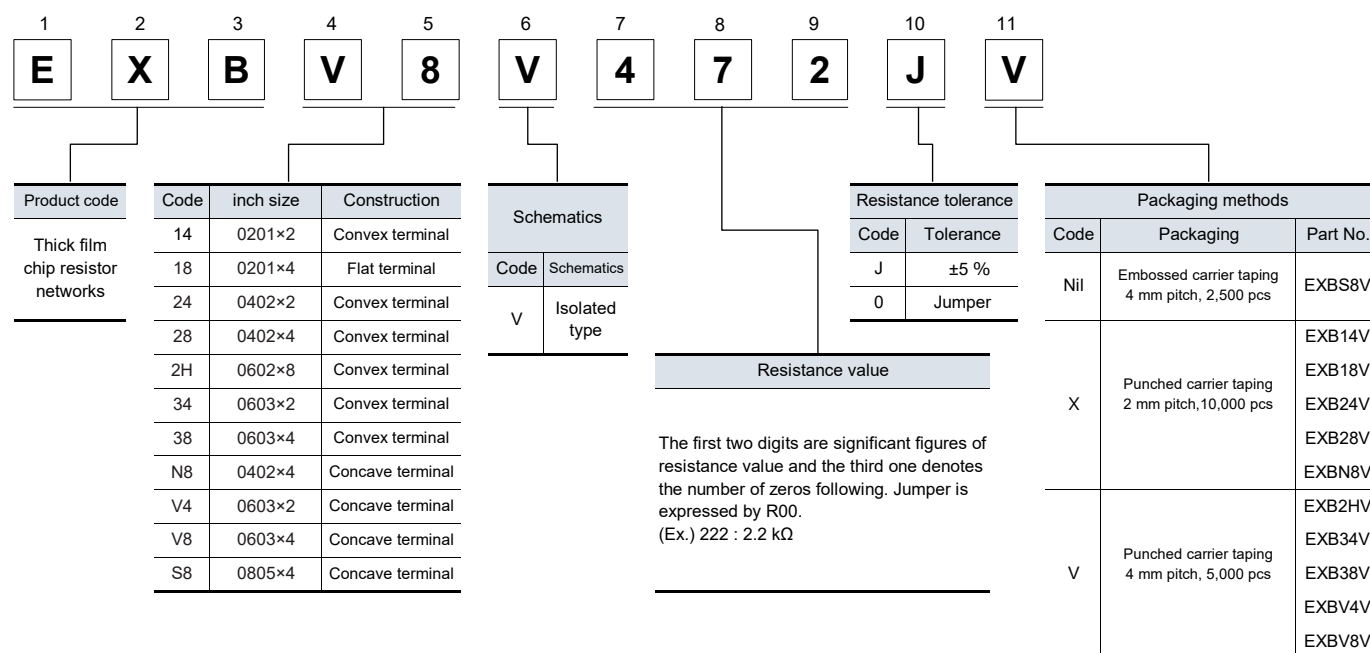 1 2 3 4 5 6 7 8 9 10 11
E X B V 8 V 4 7 2 J V
Product code
Thick film
chip resistor
networks
Code inch size Construction
14 0201×2 Convex terminal
18 0201×4 Flat terminal
24 0402×2 Convex terminal
28 0402×4 Convex terminal
2H 0602×8 Convex terminal
34 0603×2 Convex terminal
38 0603×4 Convex terminal
N8 0402×4 Concave terminal
V4 0603×2 Concave terminal
V8 0603×4 Concave terminal
S8 0805×4 Concave terminal
Schematics
Code Schematics
V Isolated
type
Resistance value
The first two digits are significant figures of
resistance value and the third one denotes
the number of zeros following. Jumper is
expressed by R00.
(Ex.) 222 : 2.2 kΩ
Resistance tolerance
Code Tolerance
J ±5 %
0 Jumper
Packaging methods
Code Packaging Part No.
Nil Embossed carrier taping
4 mm pitch, 2,500 pcs
EXBS8V
X Punched carrier taping
2 mm pitch,10,000 pcs
EXB14V
EXB18V
EXB24V
EXB28V
EXBN8V
V Punched carrier taping
4 mm pitch, 5,000 pcs
EXB2HV
EXB34V
EXB38V
EXBV4V
EXBV8V